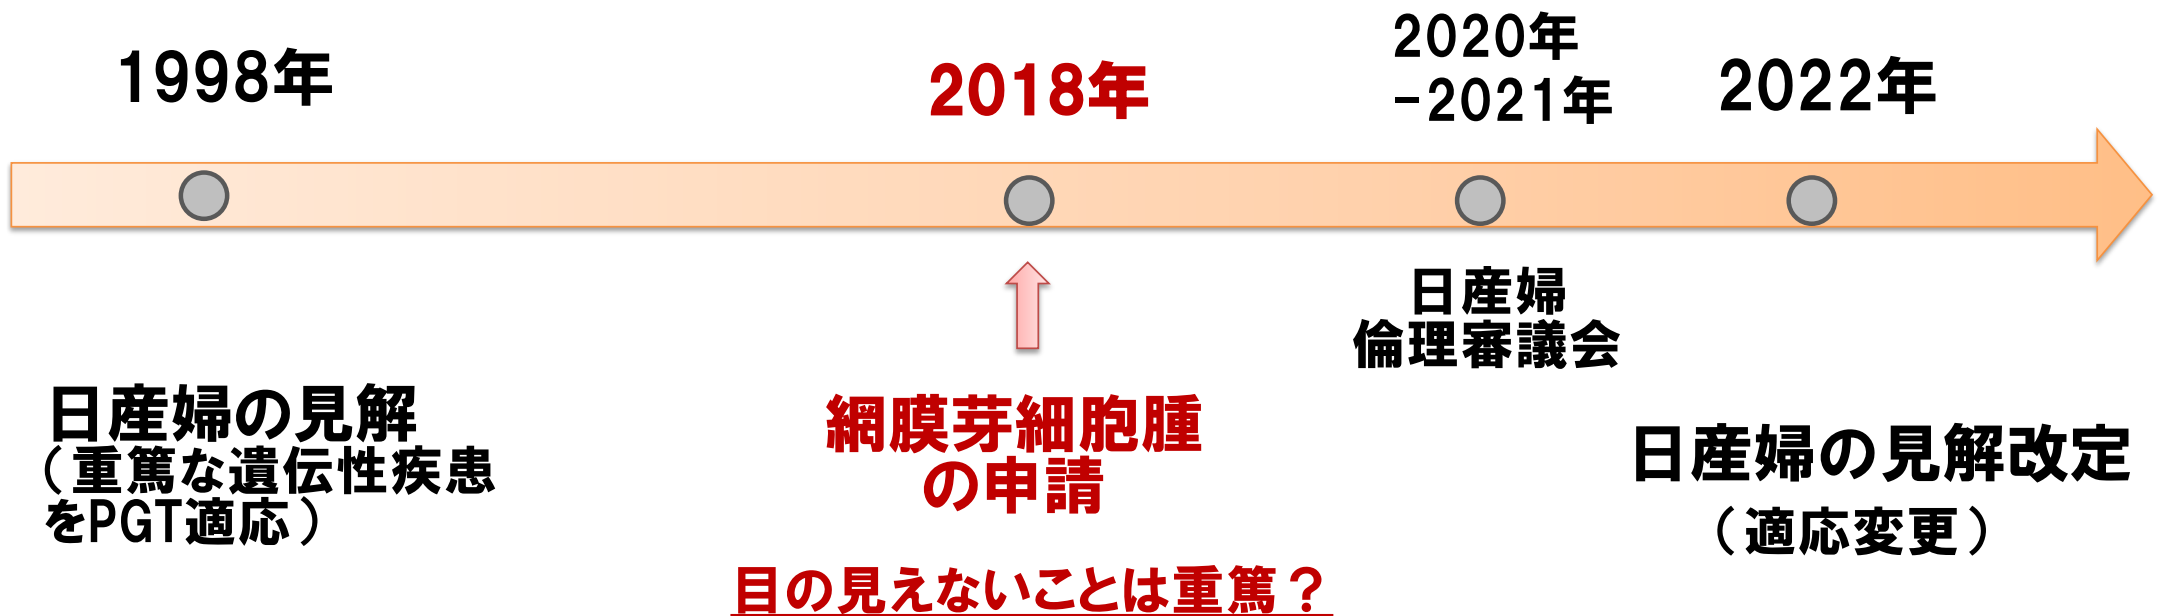 1998年
2018年
2020年
-2021年
2022年
日産婦の見解
（重篤な遺伝性疾患
をPGT適応）
網膜芽細胞腫
の申請
目の見えないことは重篤？
日産婦
倫理審議会
日産婦の見解改定
（適応変更）